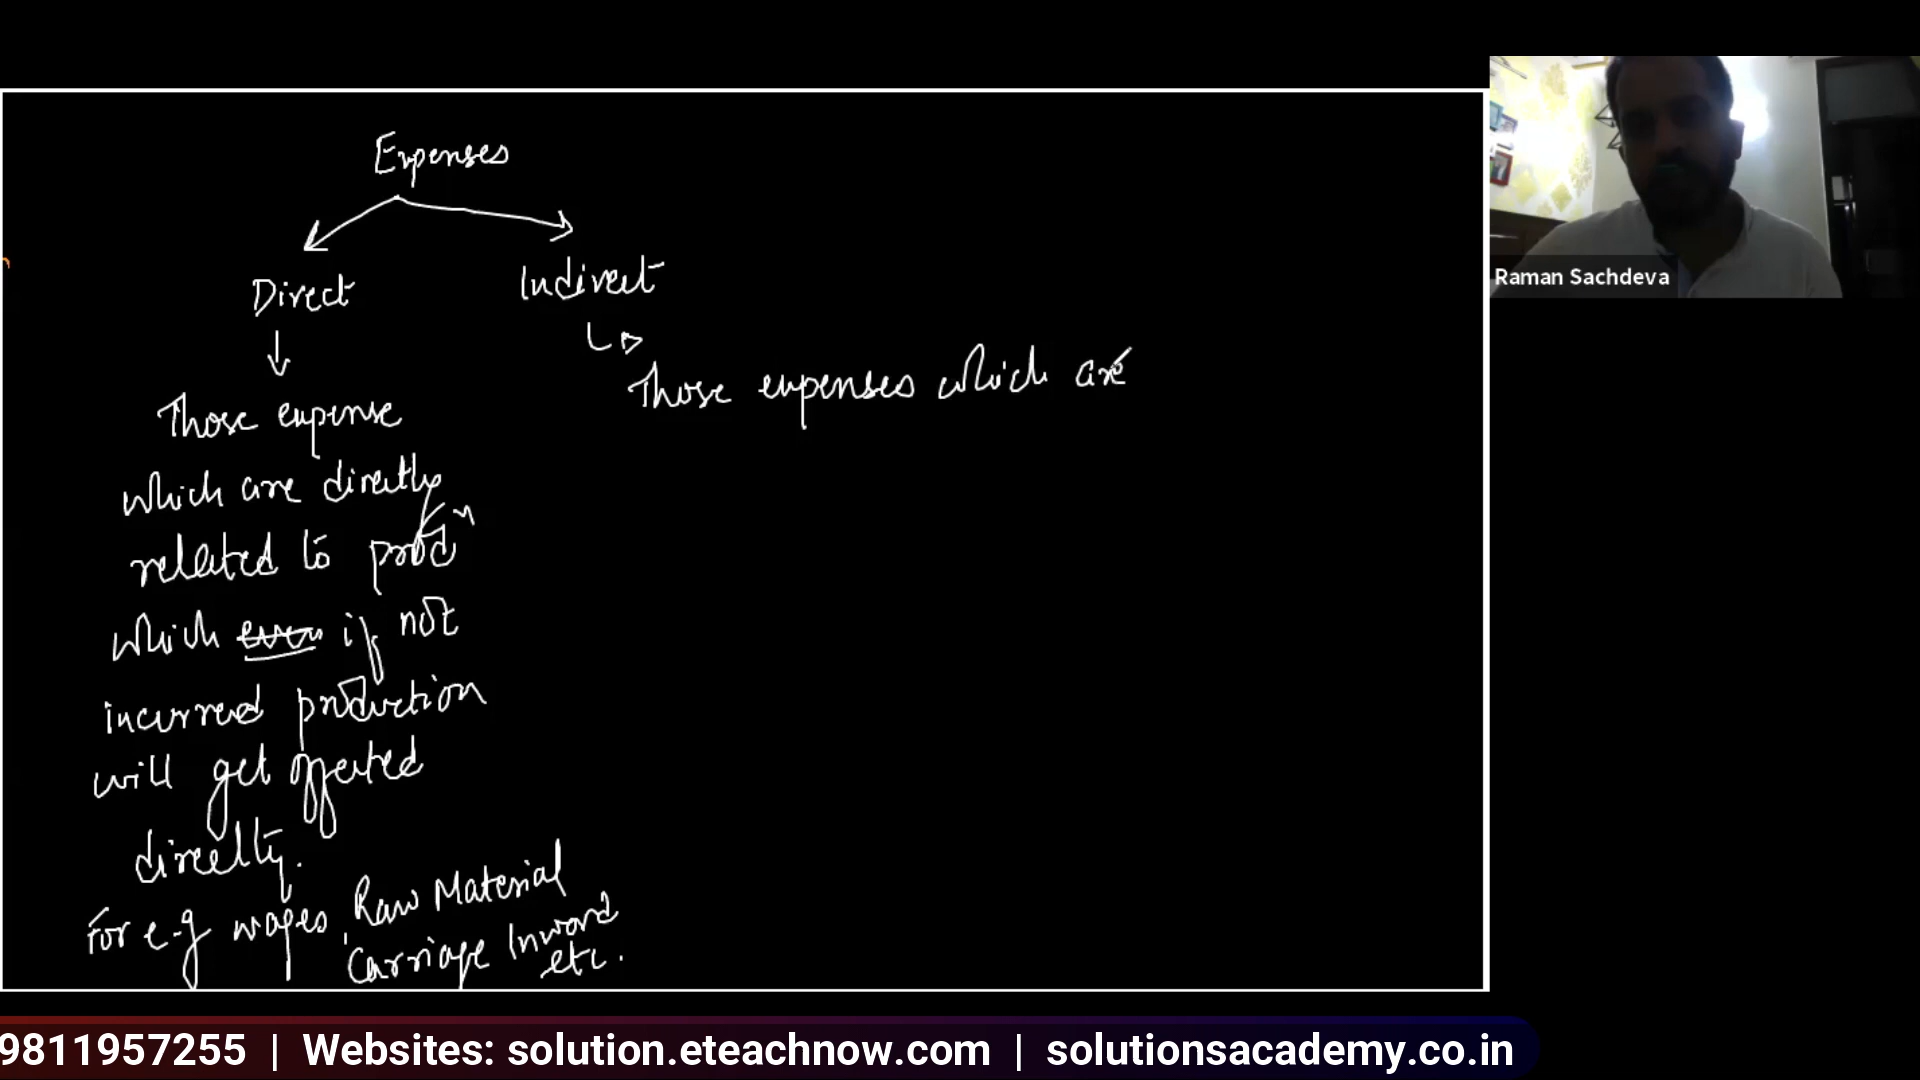 Expenses
Direct
Indirect
Those expense
which are directly
related to prodⁿ
which even if not
incurred production
will get affected
directly.
For e.g wages, Raw Material
Carriage Inward
etc.
Those expenses which are
Raman Sachdeva
9811957255 | Websites: solution.eteachnow.com | solutionsacademy.co.in